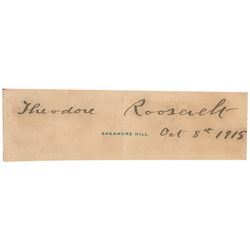 Theodore Roosevelt
SAGAMORE HILL.
Oct 8th 1915